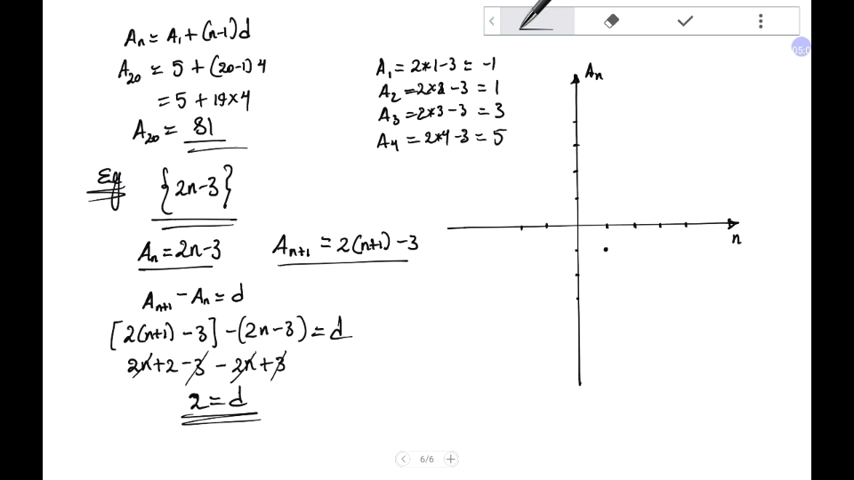 Aₙ = A₁ + (n-1)d
A₂₀ = 5 + (20-1)4
= 5 + 19×4
A₂₀ = 81
Eg {2n-3}
Aₙ = 2n-3
Aₙ₊₁ = 2(n+1) -3
Aₙ₊₁ - Aₙ = d
[2(n+1) -3] -(2n-3) = d
2n+2-3 -2n+3
2 = d
A₁ = 2*1-3 = -1
A₂ = 2*2-3 = 1
A₃ = 2*3-3 = 3
A₄ = 2*4-3 = 5
Aₙ
n
6/6